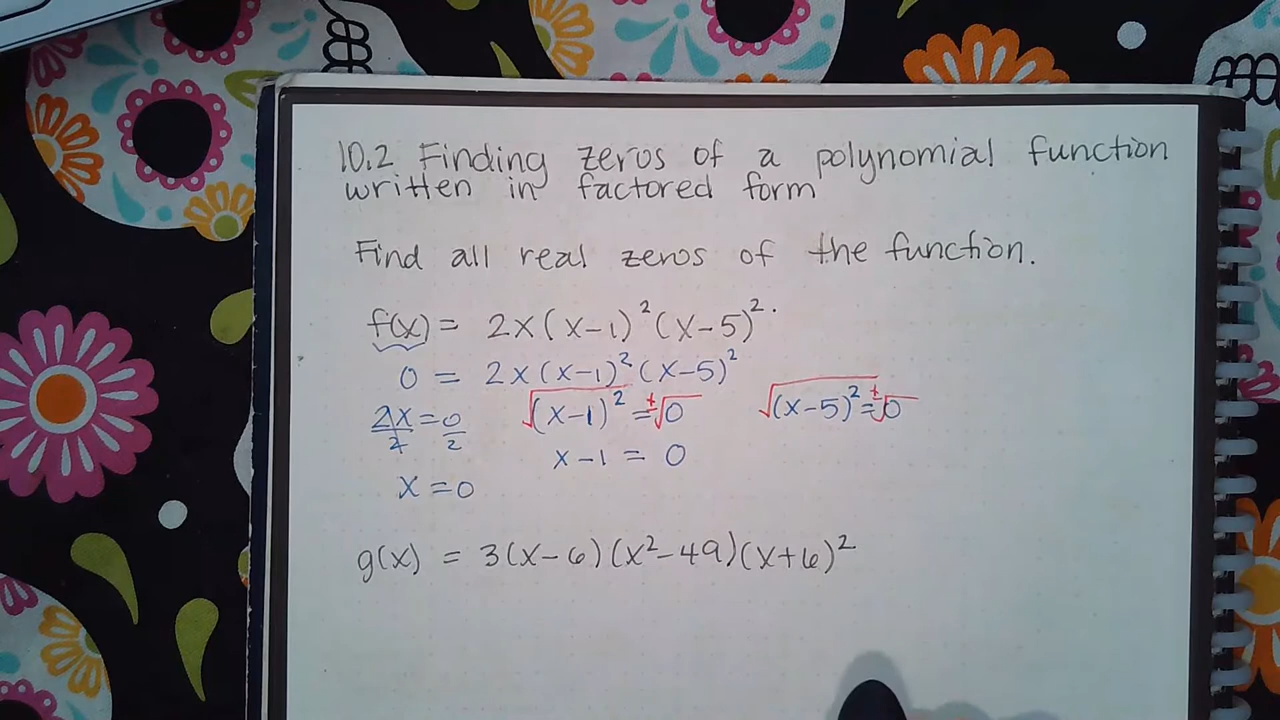 10.2 Finding zeros of a polynomial function
written in factored form
Find all real zeros of the function.
f(x) = 2x(x-1)²(x-5)².
0 = 2x(x-1)²(x-5)²
2x/2 = 0/2 √(x-1)² = ±√0 √(x-5)² = ±√0
x-1 = 0
x = 0
g(x) = 3(x-6)(x²-49)(x+6)²